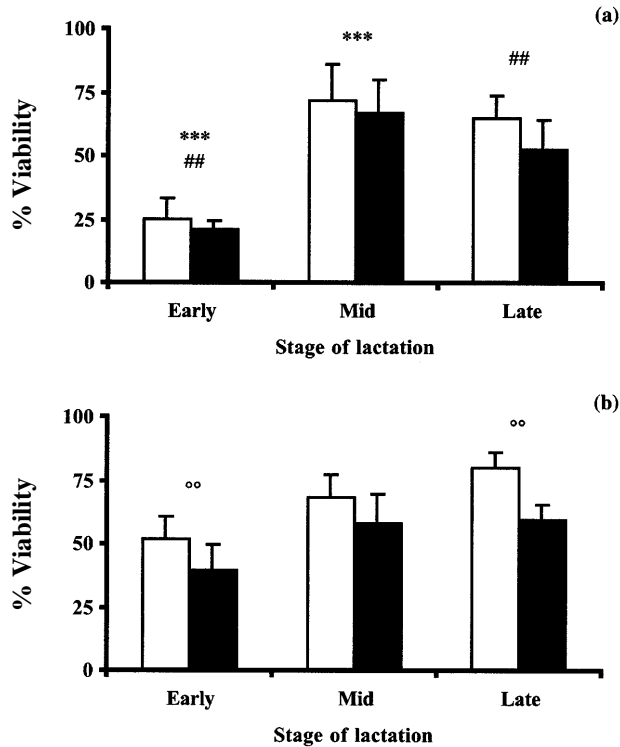 (a)
100
75
50
25
0
% Viability
***
##
***
##
Early Mid Late
Stage of lactation
(b)
100
75
50
25
0
% Viability
°°
°°
Early Mid Late
Stage of lactation